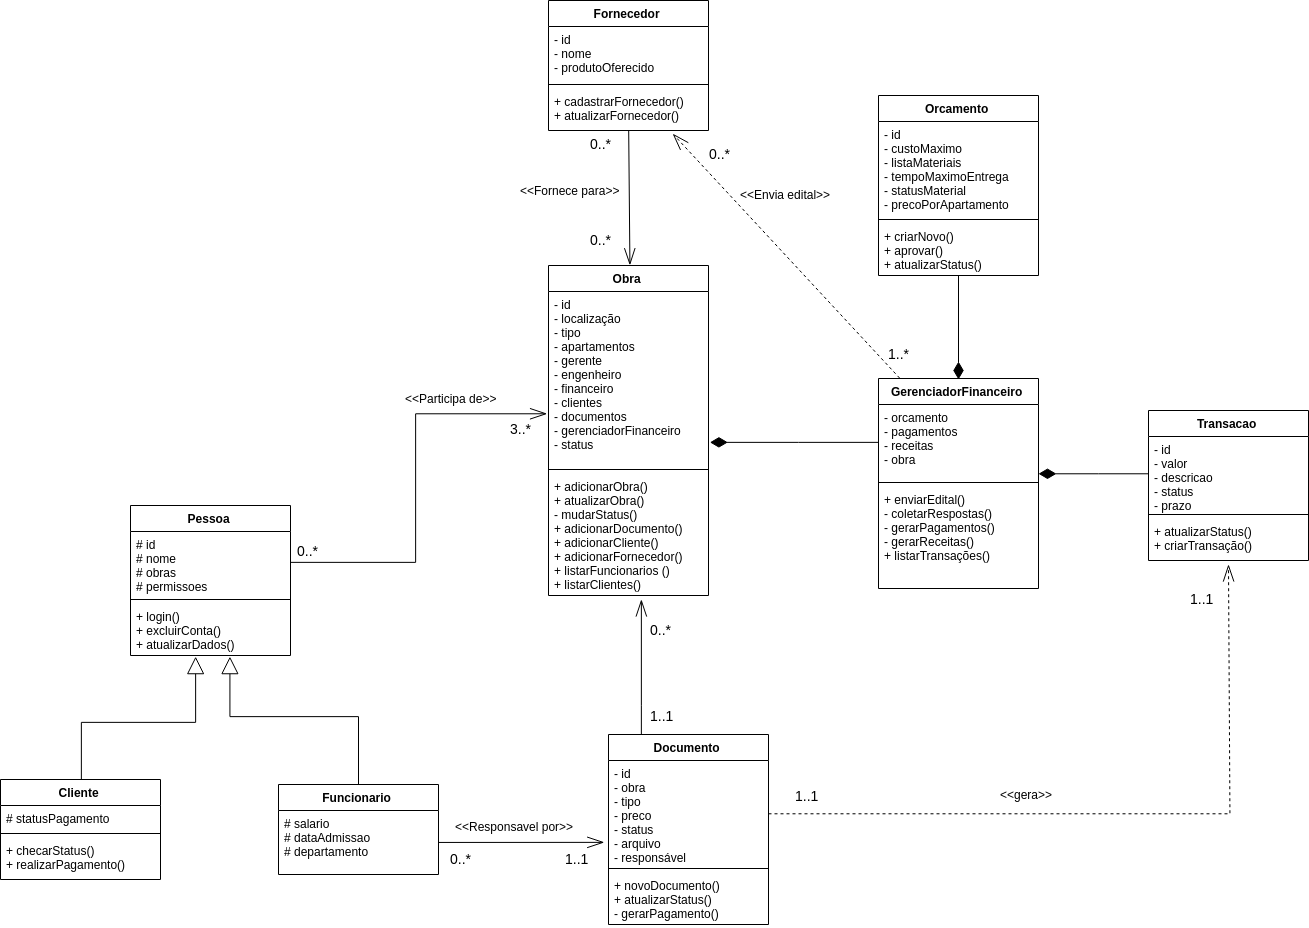 Fornecedor
- id
- nome
- produtoOferecido
+ cadastrarFornecedor()
+ atualizarFornecedor()
0..*
<<Fornece para>>
0..*
0..*
<<Envia edital>>
1..*
Orcamento
- id
- custoMaximo
- listaMateriais
- tempoMaximoEntrega
- statusMaterial
- precoPorApartamento
+ criarNovo()
+ aprovar()
+ atualizarStatus()
Obra
- id
- localização
- tipo
- apartamentos
- gerente
- engenheiro
- financeiro
- clientes
- documentos
- gerenciadorFinanceiro
- status
+ adicionarObra()
+ atualizarObra()
- mudarStatus()
+ adicionarDocumento()
+ adicionarCliente()
+ adicionarFornecedor()
+ listarFuncionarios ()
+ listarClientes()
GerenciadorFinanceiro
- orcamento
- pagamentos
- receitas
- obra
+ enviarEdital()
- coletarRespostas()
- gerarPagamentos()
- gerarReceitas()
+ listarTransações()
Transacao
- id
- valor
- descricao
- status
- prazo
+ atualizarStatus()
+ criarTransação()
<<Participa de>>
3..*
0..*
Pessoa
# id
# nome
# obras
# permissoes
+ login()
+ excluirConta()
+ atualizarDados()
0..*
1..1
1..1
1..1
<<gera>>
Cliente
# statusPagamento
+ checarStatus()
+ realizarPagamento()
Funcionario
# salario
# dataAdmissao
# departamento
<<Responsavel por>>
0..*
1..1
Documento
- id
- obra
- tipo
- preco
- status
- arquivo
- responsável
+ novoDocumento()
+ atualizarStatus()
- gerarPagamento()